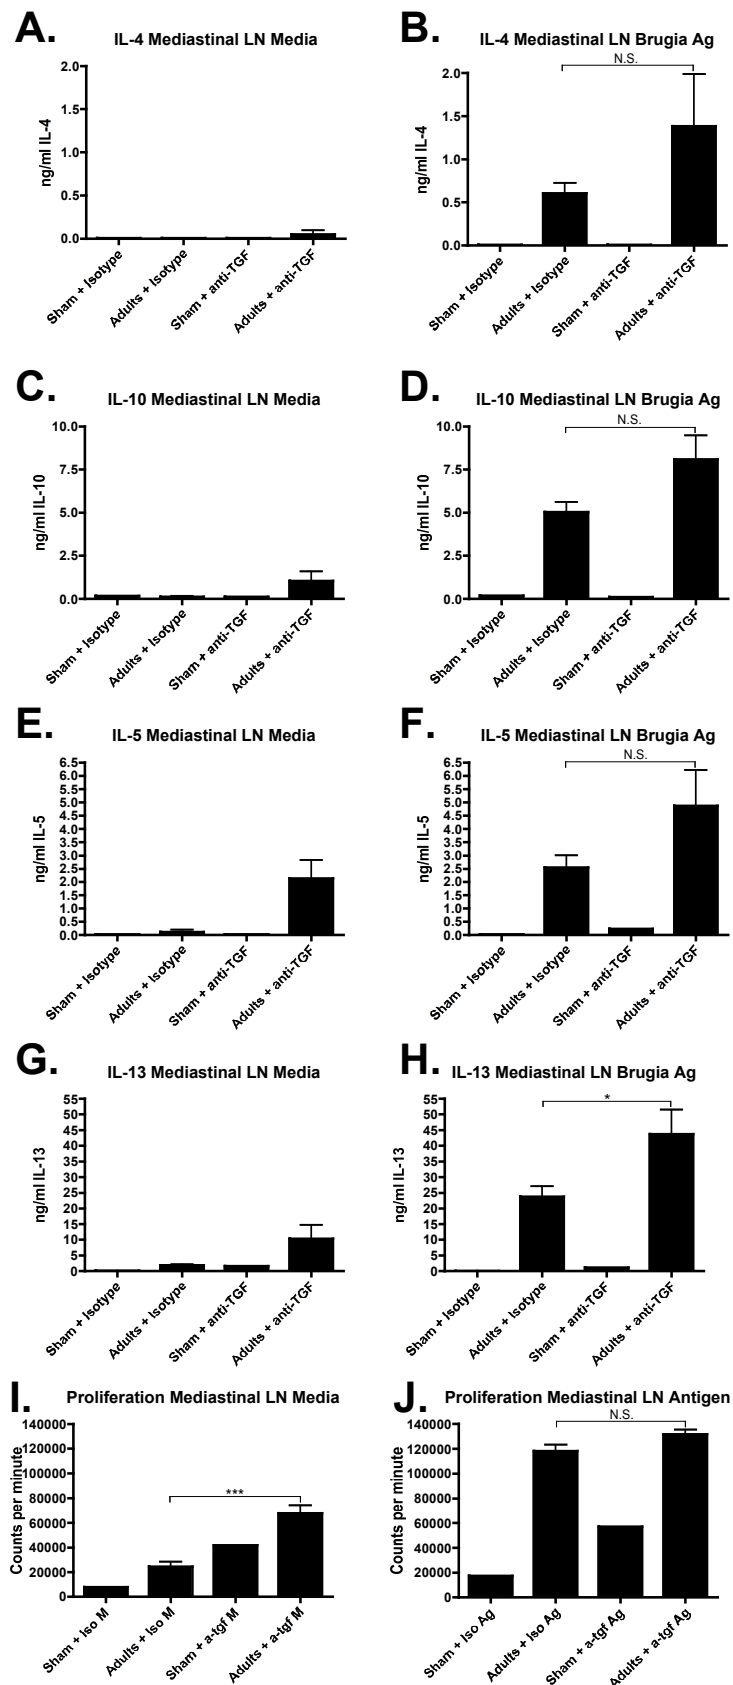 A.
IL-4 Mediastinal LN Media
ng/ml IL-4
2.0
1.5
1.0
0.5
0.0
Sham + Isotype
Adults + Isotype
Sham + anti-TGF
Adults + anti-TGF
B.
IL-4 Mediastinal LN Brugia Ag
N.S.
ng/ml IL-4
2.0
1.5
1.0
0.5
0.0
Sham + Isotype
Adults + Isotype
Sham + anti-TGF
Adults + anti-TGF
C.
IL-10 Mediastinal LN Media
ng/ml IL-10
10.0
7.5
5.0
2.5
0.0
Sham + Isotype
Adults + Isotype
Sham + anti-TGF
Adults + anti-TGF
D.
IL-10 Mediastinal LN Brugia Ag
N.S.
ng/ml IL-10
10.0
7.5
5.0
2.5
0.0
Sham + Isotype
Adults + Isotype
Sham + anti-TGF
Adults + anti-TGF
E.
IL-5 Mediastinal LN Media
ng/ml IL-5
6.5
6.0
5.5
5.0
4.5
4.0
3.5
3.0
2.5
2.0
1.5
1.0
0.5
0.0
Sham + Isotype
Adults + Isotype
Sham + anti-TGF
Adults + anti-TGF
F.
IL-5 Mediastinal LN Brugia Ag
N.S.
ng/ml IL-5
6.5
6.0
5.5
5.0
4.5
4.0
3.5
3.0
2.5
2.0
1.5
1.0
0.5
0.0
Sham + Isotype
Adults + Isotype
Sham + anti-TGF
Adults + anti-TGF
G.
IL-13 Mediastinal LN Media
ng/ml IL-13
55
50
45
40
35
30
25
20
15
10
5
0
Sham + Isotype
Adults + Isotype
Sham + anti-TGF
Adults + anti-TGF
H.
IL-13 Mediastinal LN Brugia Ag
*
ng/ml IL-13
55
50
45
40
35
30
25
20
15
10
5
0
Sham + Isotype
Adults + Isotype
Sham + anti-TGF
Adults + anti-TGF
I.
Proliferation Mediastinal LN Media
***
Counts per minute
140000
120000
100000
80000
60000
40000
20000
0
Sham + Iso M
Adults + Iso M
Sham + a-tgf M
Adults + a-tgf M
J.
Proliferation Mediastinal LN Antigen
N.S.
Counts per minute
140000
120000
100000
80000
60000
40000
20000
0
Sham + Iso Ag
Adults + Iso Ag
Sham + a-tgf Ag
Adults + a-tgf Ag